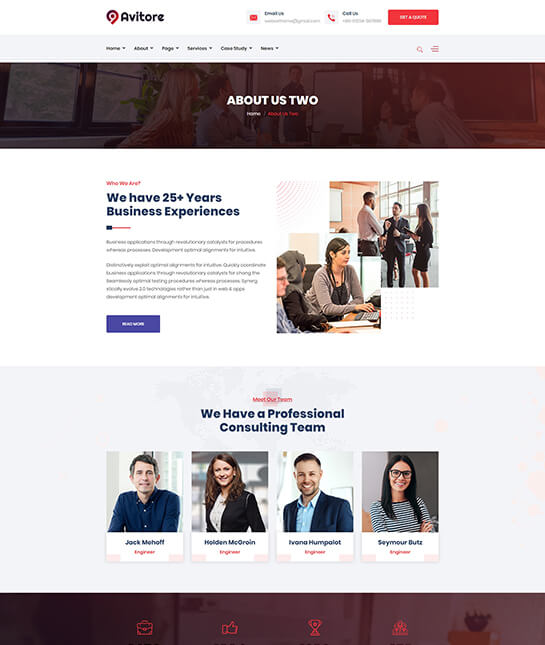 Avitore
Email Us
Call Us
GET A QUOTE
Home About Page Services Case Study News
ABOUT US TWO
Home / About Us Two
Who We Are?
We have 25+ Years
Business Experiences
Business applications through revolutionary catalysts for procedures
whereas processes. Development optimal alignments for intuitive.
Distinctively exploit optimal alignments for intuitive. Quickly coordinate
business applications through revolutionary catalysts for chang the
Seamlessly optimal testing procedures whereas processes. Synerg
stically evolve 2.0 technologies rather than just in web & apps
development optimal alignments for intuitive.
READ MORE
Meet Our Team
We Have a Professional
Consulting Team
Jack Mehoff Holden McGroin Ivana Humpalot Seymour Butz
Engineer Engineer Engineer Engineer